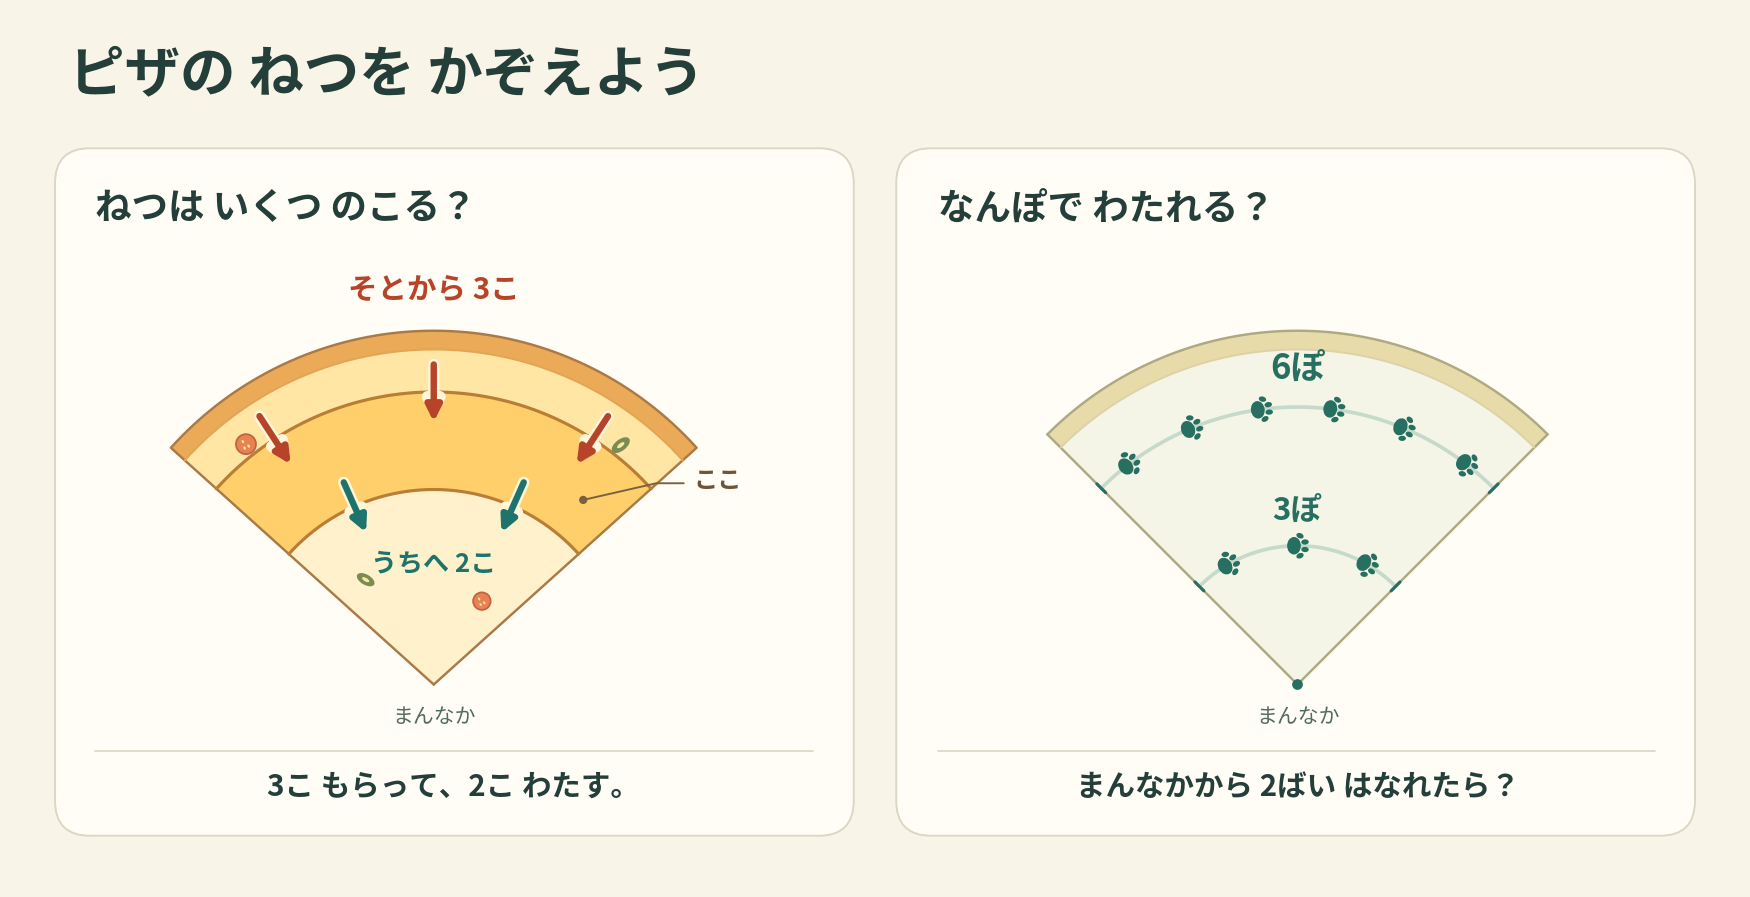 ピザの ねつを かぞえよう
ねつは いくつ のこる？
そとから 3こ
ここ
うちへ 2こ
まんなか
3こ もらって、2こ わたす。
なんぽで わたれる？
6ぽ
3ぽ
まんなか
まんなかから 2ばい はなれたら？